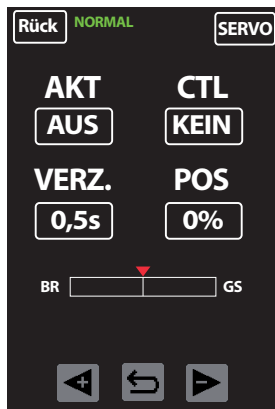 Rück NORMAL SERVO
AKT CTL
AUS KEIN
VERZ. POS
0,5s 0%
BR GS
+ -